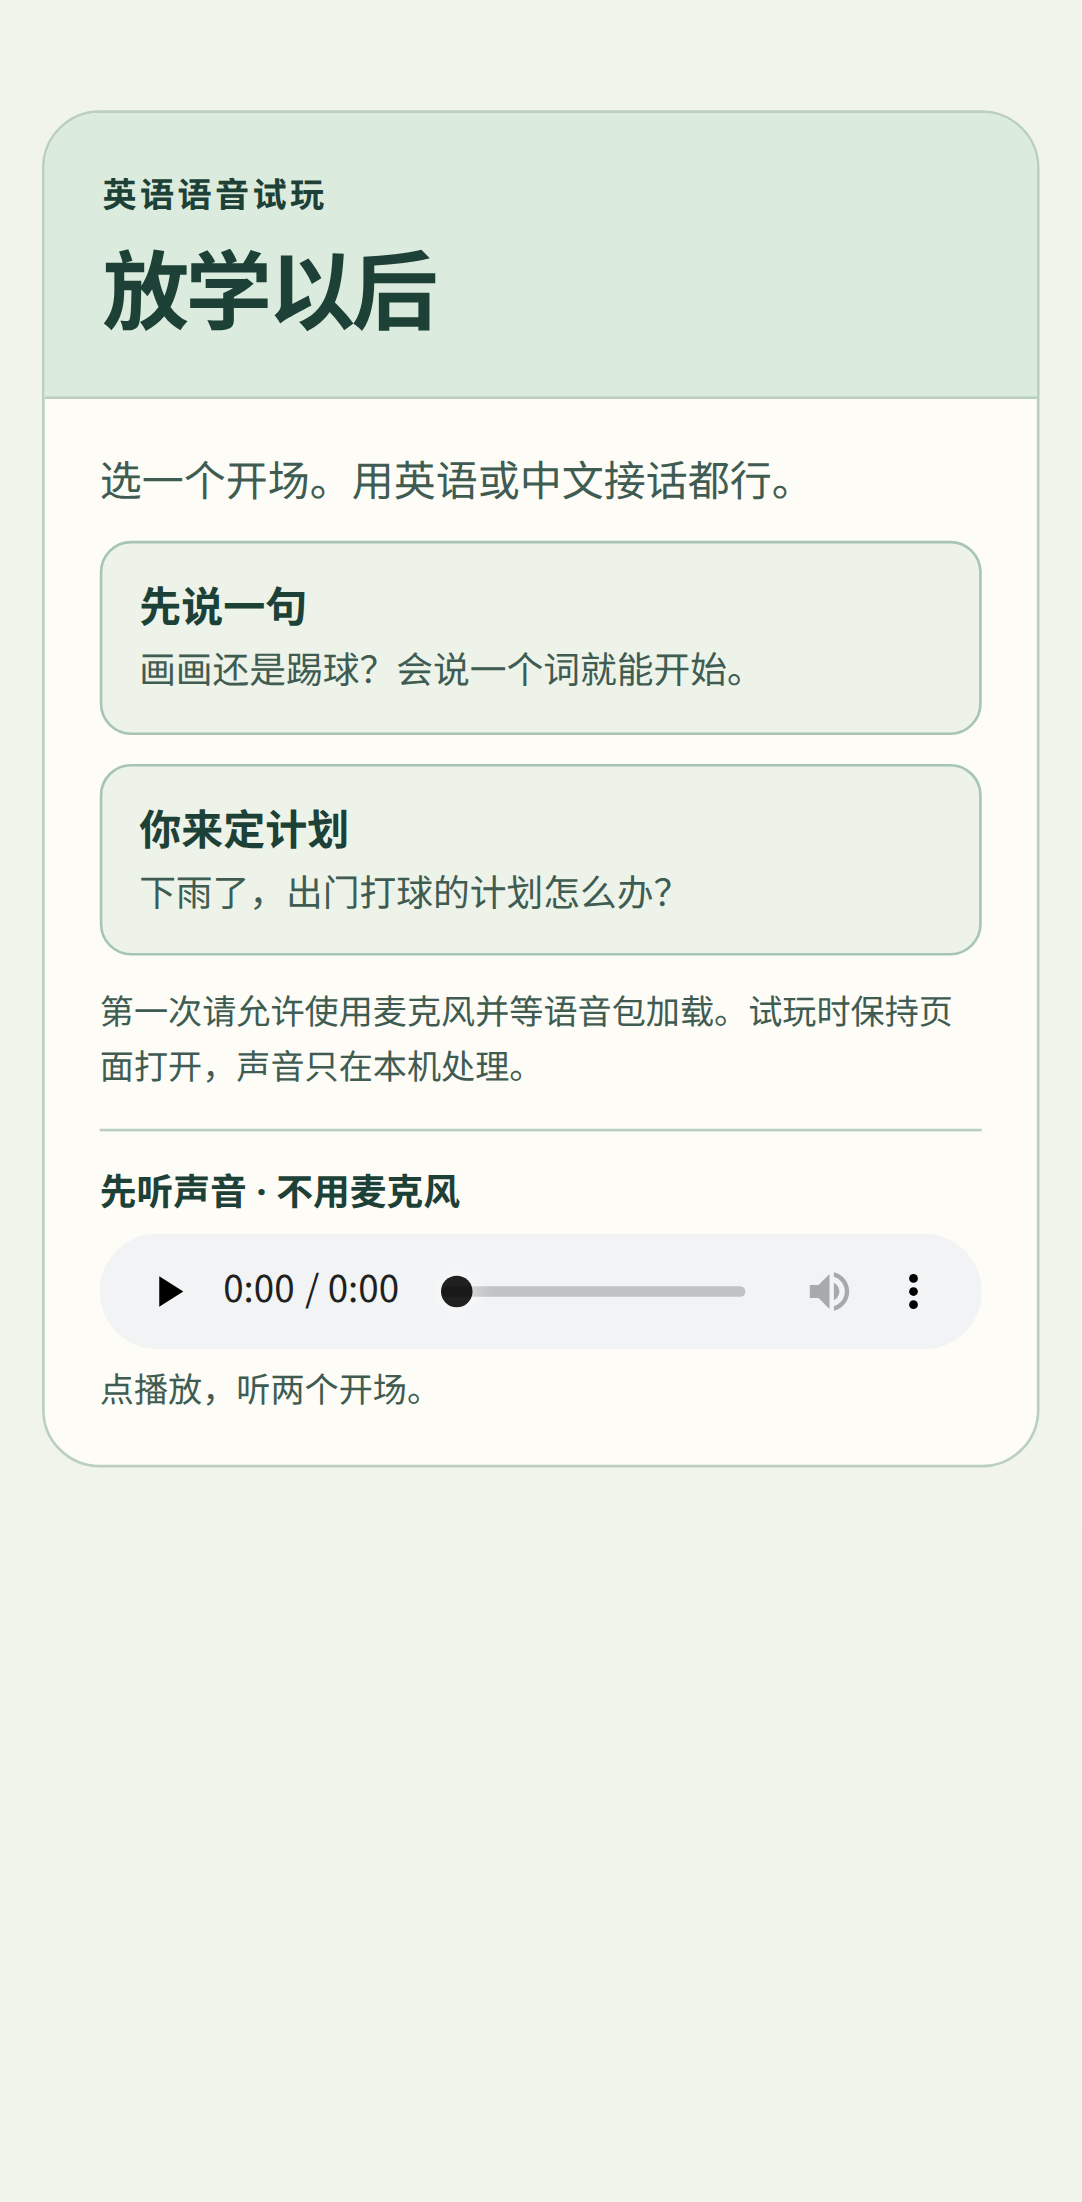 英语语音试玩
放学以后
选一个开场。用英语或中文接话都行。
先说一句
画画还是踢球？会说一个词就能开始。
你来定计划
下雨了，出门打球的计划怎么办？
第一次请允许使用麦克风并等语音包加载。试玩时保持页
面打开，声音只在本机处理。
先听声音 · 不用麦克风
0:00 / 0:00
点播放，听两个开场。